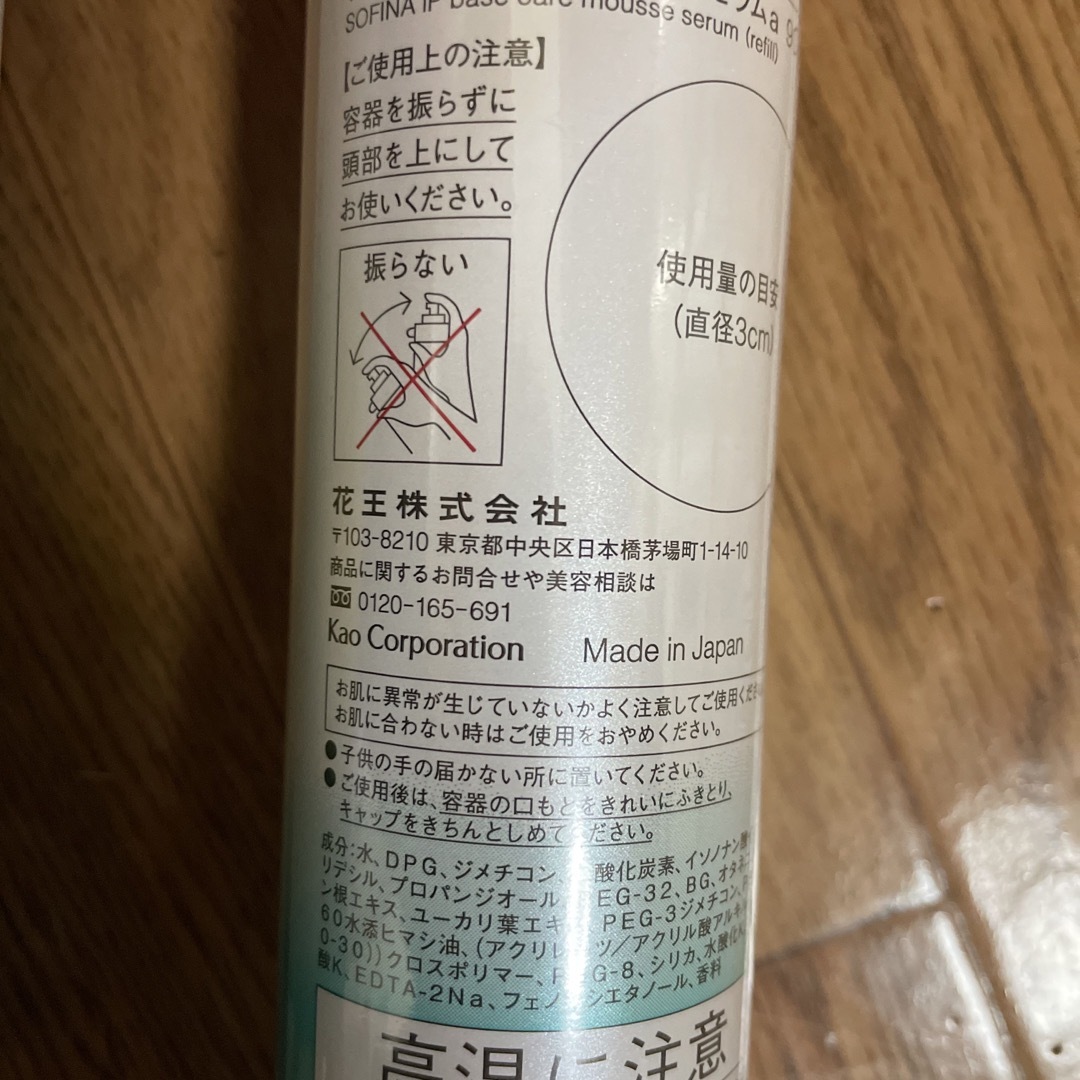 SOFINA iP base care mousse serum (refill)
【ご使用上の注意】
容器を振らずに
頭部を上にして
お使いください。
振らない
使用量の目安
(直径3cm)
花王株式会社
〒103-8210 東京都中央区日本橋茅場町1-14-10
商品に関するお問合せや美容相談は
0120-165-691
Kao Corporation Made in Japan
お肌に異常が生じていないかよく注意してご使用くださ
お肌に合わない時はご使用をおやめください。
●子供の手の届かない所に置いてください。
●ご使用後は、容器の口もとをきれいにふきとり、
キャップをきちんとしめてください。
成分:水、DPG、ジメチコン、酸化炭素、イソノナン酸
リデシル、プロパンジオール EG-32、BG、オタネ
ン根エキス、ユーカリ葉エキ PEG-3ジメチコン、
60水添ヒマシ油、(アクリレ ツ/アクリル酸アルキ
0-30))クロスポリマー、P G-8、シリカ、水酸化
酸K、EDTA-2Na、フェノ シエタノール、香料
高温に注意